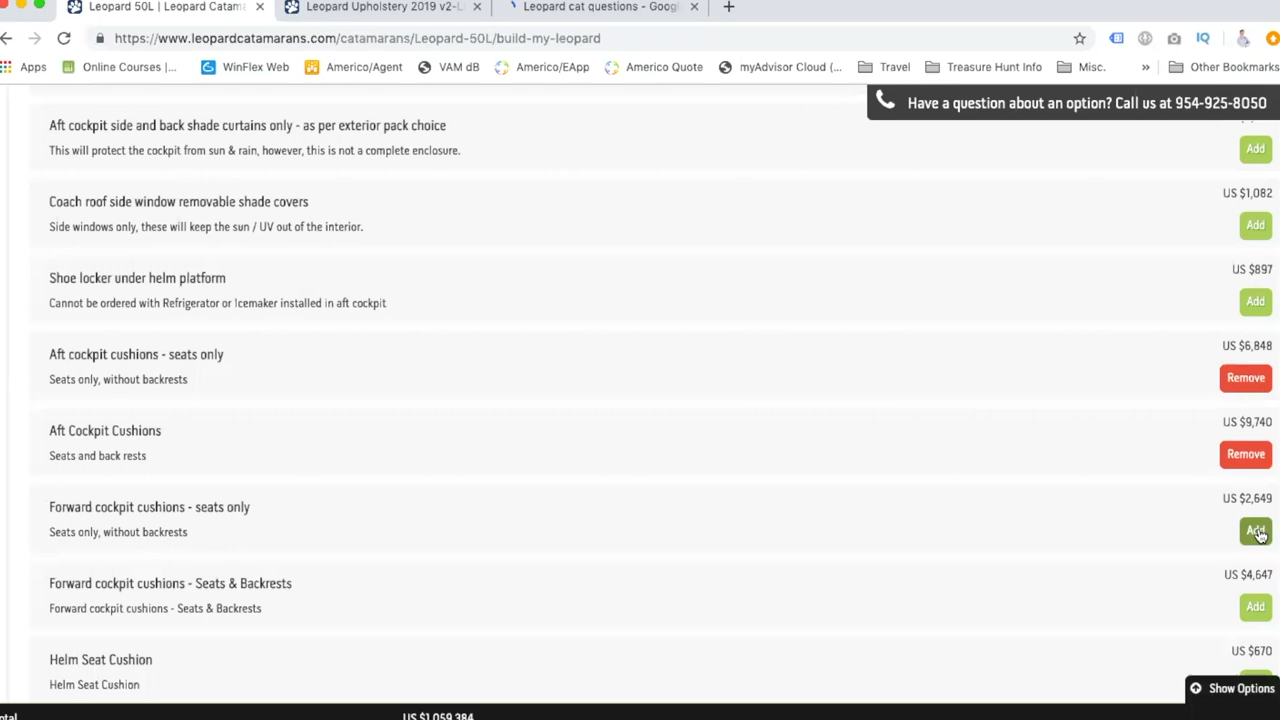 Leopard 50L | Leopard Catama
Leopard Upholstery 2019 v2-L
Leopard cat questions - Googl
https://www.leopardcatamarans.com/catamarans/Leopard-50L/build-my-leopard
Apps
Online Courses |...
WinFlex Web
Americo/Agent
VAM dB
Americo/EApp
Americo Quote
myAdvisor Cloud (...
Travel
Treasure Hunt Info
Misc.
»
Other Bookmarks
Have a question about an option? Call us at 954-925-8050
Aft cockpit side and back shade curtains only - as per exterior pack choice
This will protect the cockpit from sun & rain, however, this is not a complete enclosure.
Add
Coach roof side window removable shade covers
US $1,082
Side windows only, these will keep the sun / UV out of the interior.
Add
Shoe locker under helm platform
US $897
Cannot be ordered with Refrigerator or Icemaker installed in aft cockpit
Add
Aft cockpit cushions - seats only
US $6,848
Seats only, without backrests
Remove
Aft Cockpit Cushions
US $9,740
Seats and back rests
Remove
Forward cockpit cushions - seats only
US $2,649
Seats only, without backrests
Add
Forward cockpit cushions - Seats & Backrests
US $4,647
Forward cockpit cushions - Seats & Backrests
Add
Helm Seat Cushion
US $670
Helm Seat Cushion
Show Options
otal
US $1,059,384